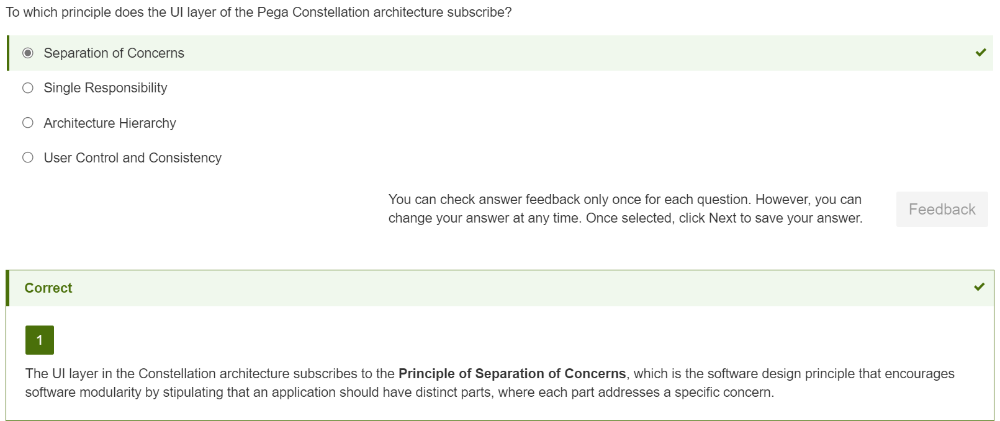 To which principle does the UI layer of the Pega Constellation architecture subscribe?
Separation of Concerns
Single Responsibility
Architecture Hierarchy
User Control and Consistency
You can check answer feedback only once for each question. However, you can
change your answer at any time. Once selected, click Next to save your answer.
Feedback
Correct
1
The UI layer in the Constellation architecture subscribes to the Principle of Separation of Concerns, which is the software design principle that encourages
software modularity by stipulating that an application should have distinct parts, where each part addresses a specific concern.